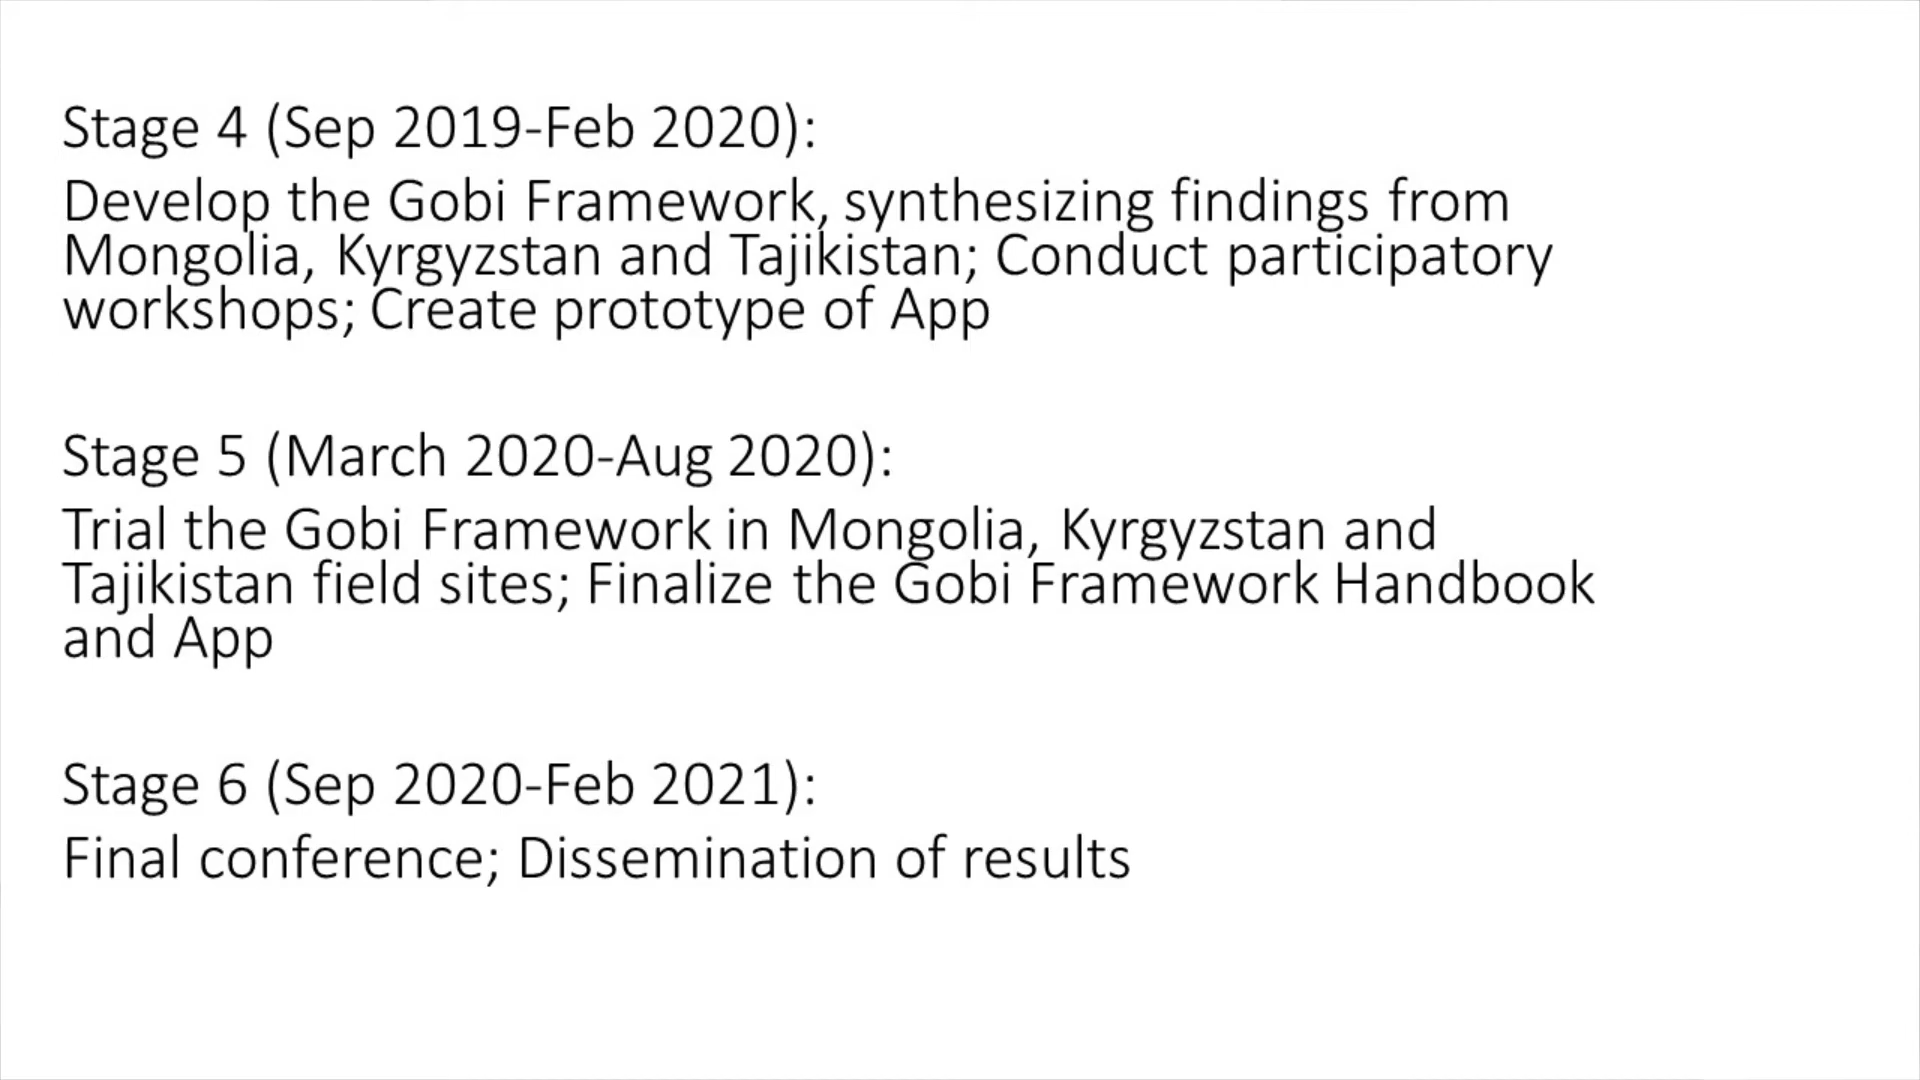 Stage 4 (Sep 2019-Feb 2020):
Develop the Gobi Framework, synthesizing findings from
Mongolia, Kyrgyzstan and Tajikistan; Conduct participatory
workshops; Create prototype of App
Stage 5 (March 2020-Aug 2020):
Trial the Gobi Framework in Mongolia, Kyrgyzstan and
Tajikistan field sites; Finalize the Gobi Framework Handbook
and App
Stage 6 (Sep 2020-Feb 2021):
Final conference; Dissemination of results